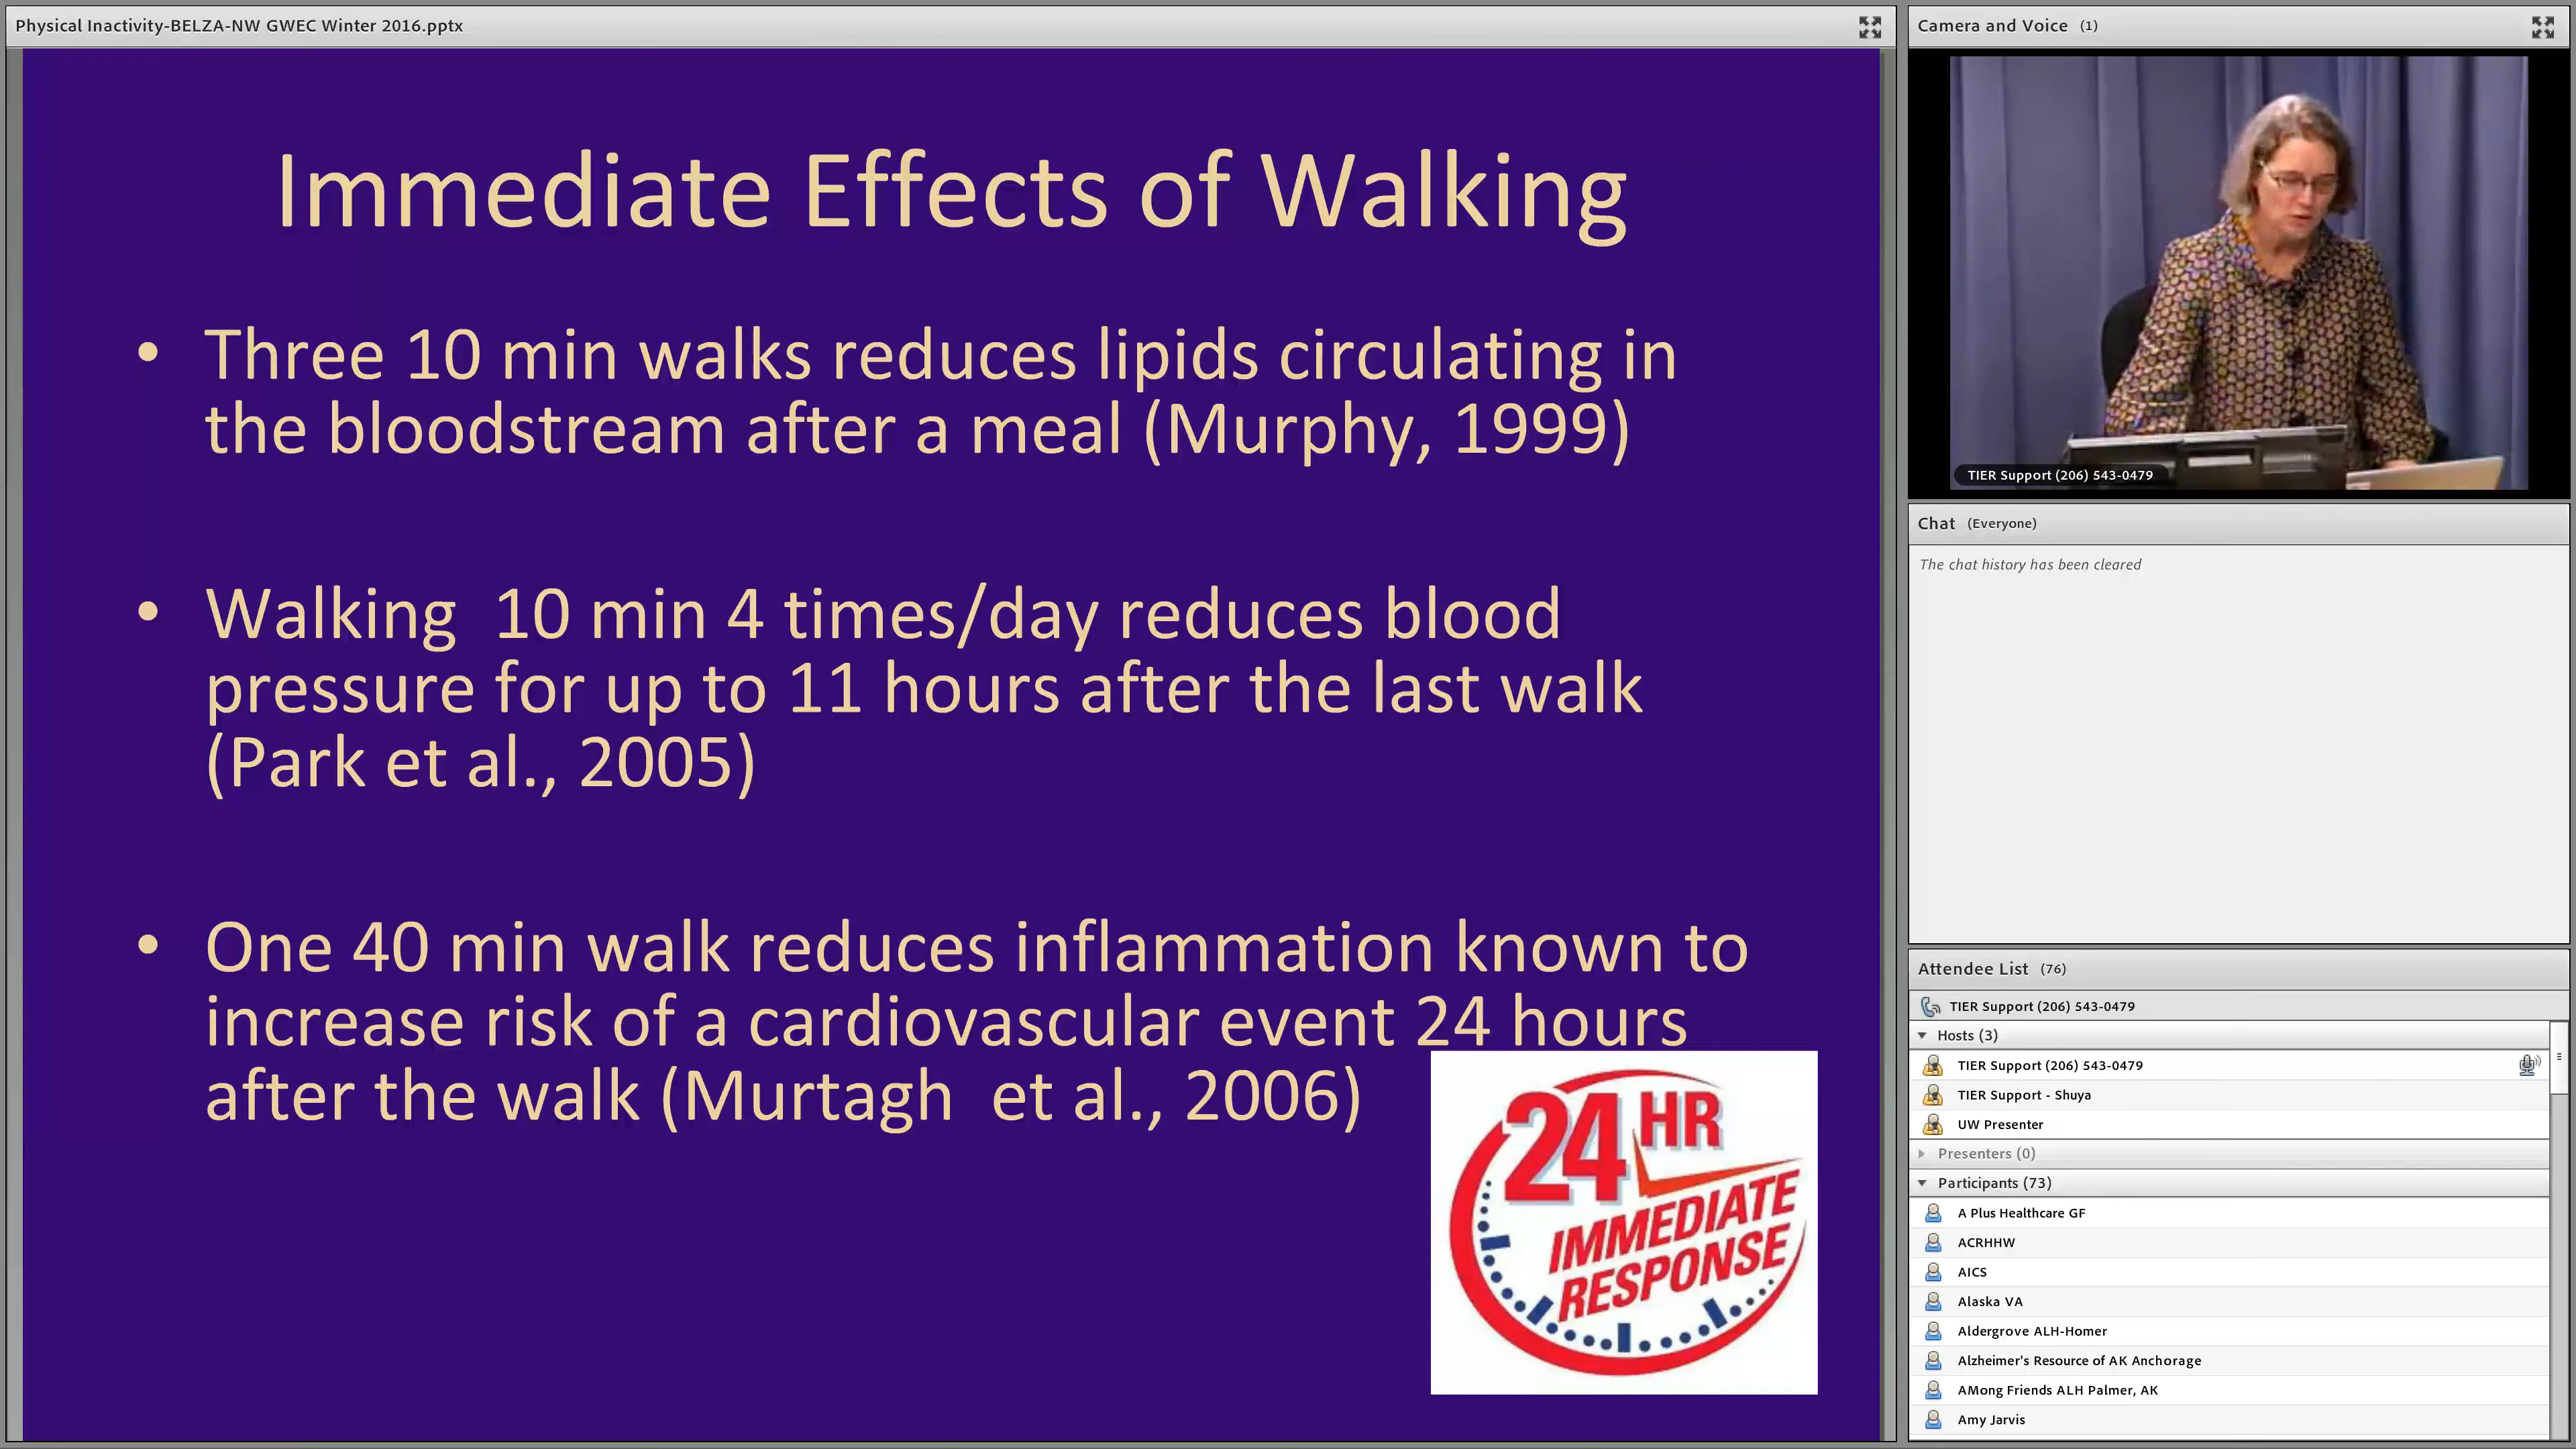 Physical Inactivity-BELZA-NW GWEC Winter 2016.pptx
Immediate Effects of Walking
• Three 10 min walks reduces lipids circulating in
the bloodstream after a meal (Murphy, 1999)
• Walking  10 min 4 times/day reduces blood
pressure for up to 11 hours after the last walk
(Park et al., 2005)
• One 40 min walk reduces inflammation known to
increase risk of a cardiovascular event 24 hours
after the walk (Murtagh  et al., 2006)
24 HR
IMMEDIATE
RESPONSE
Camera and Voice (1)
TIER Support (206) 543-0479
Chat (Everyone)
The chat history has been cleared
Attendee List (76)
TIER Support (206) 543-0479
Hosts (3)
TIER Support (206) 543-0479
TIER Support - Shuya
UW Presenter
Presenters (0)
Participants (73)
A Plus Healthcare GF
ACRHHW
AICS
Alaska VA
Aldergrove ALH-Homer
Alzheimer's Resource of AK Anchorage
AMong Friends ALH Palmer, AK
Amy Jarvis